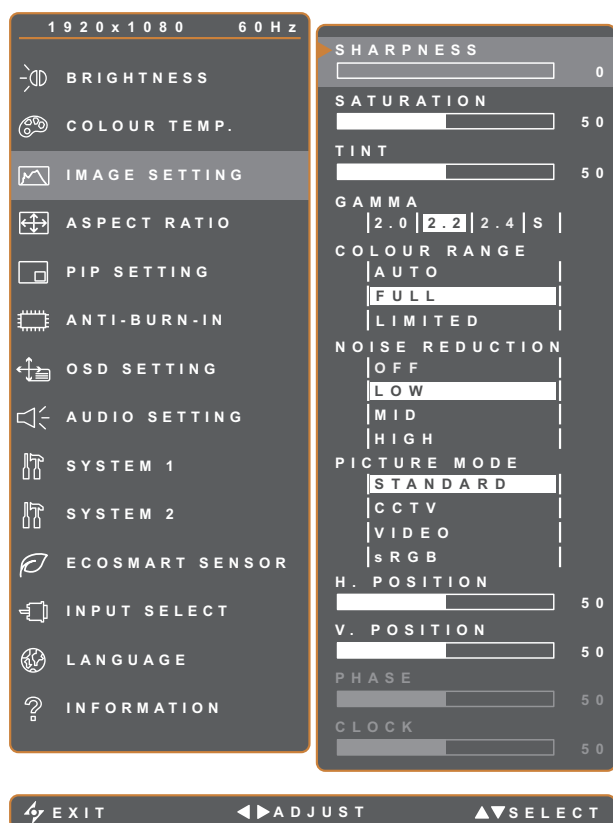 1920x1080 60Hz
BRIGHTNESS
COLOUR TEMP.
IMAGE SETTING
ASPECT RATIO
PIP SETTING
ANTI-BURN-IN
OSD SETTING
AUDIO SETTING
SYSTEM 1
SYSTEM 2
ECOSMART SENSOR
INPUT SELECT
LANGUAGE
INFORMATION
SHARPNESS
0
SATURATION
50
TINT
50
GAMMA
2.0 2.2 2.4 S
COLOUR RANGE
AUTO
FULL
LIMITED
NOISE REDUCTION
OFF
LOW
MID
HIGH
PICTURE MODE
STANDARD
CCTV
VIDEO
sRGB
H. POSITION
50
V. POSITION
50
PHASE
50
CLOCK
50
EXIT ADJUST SELECT